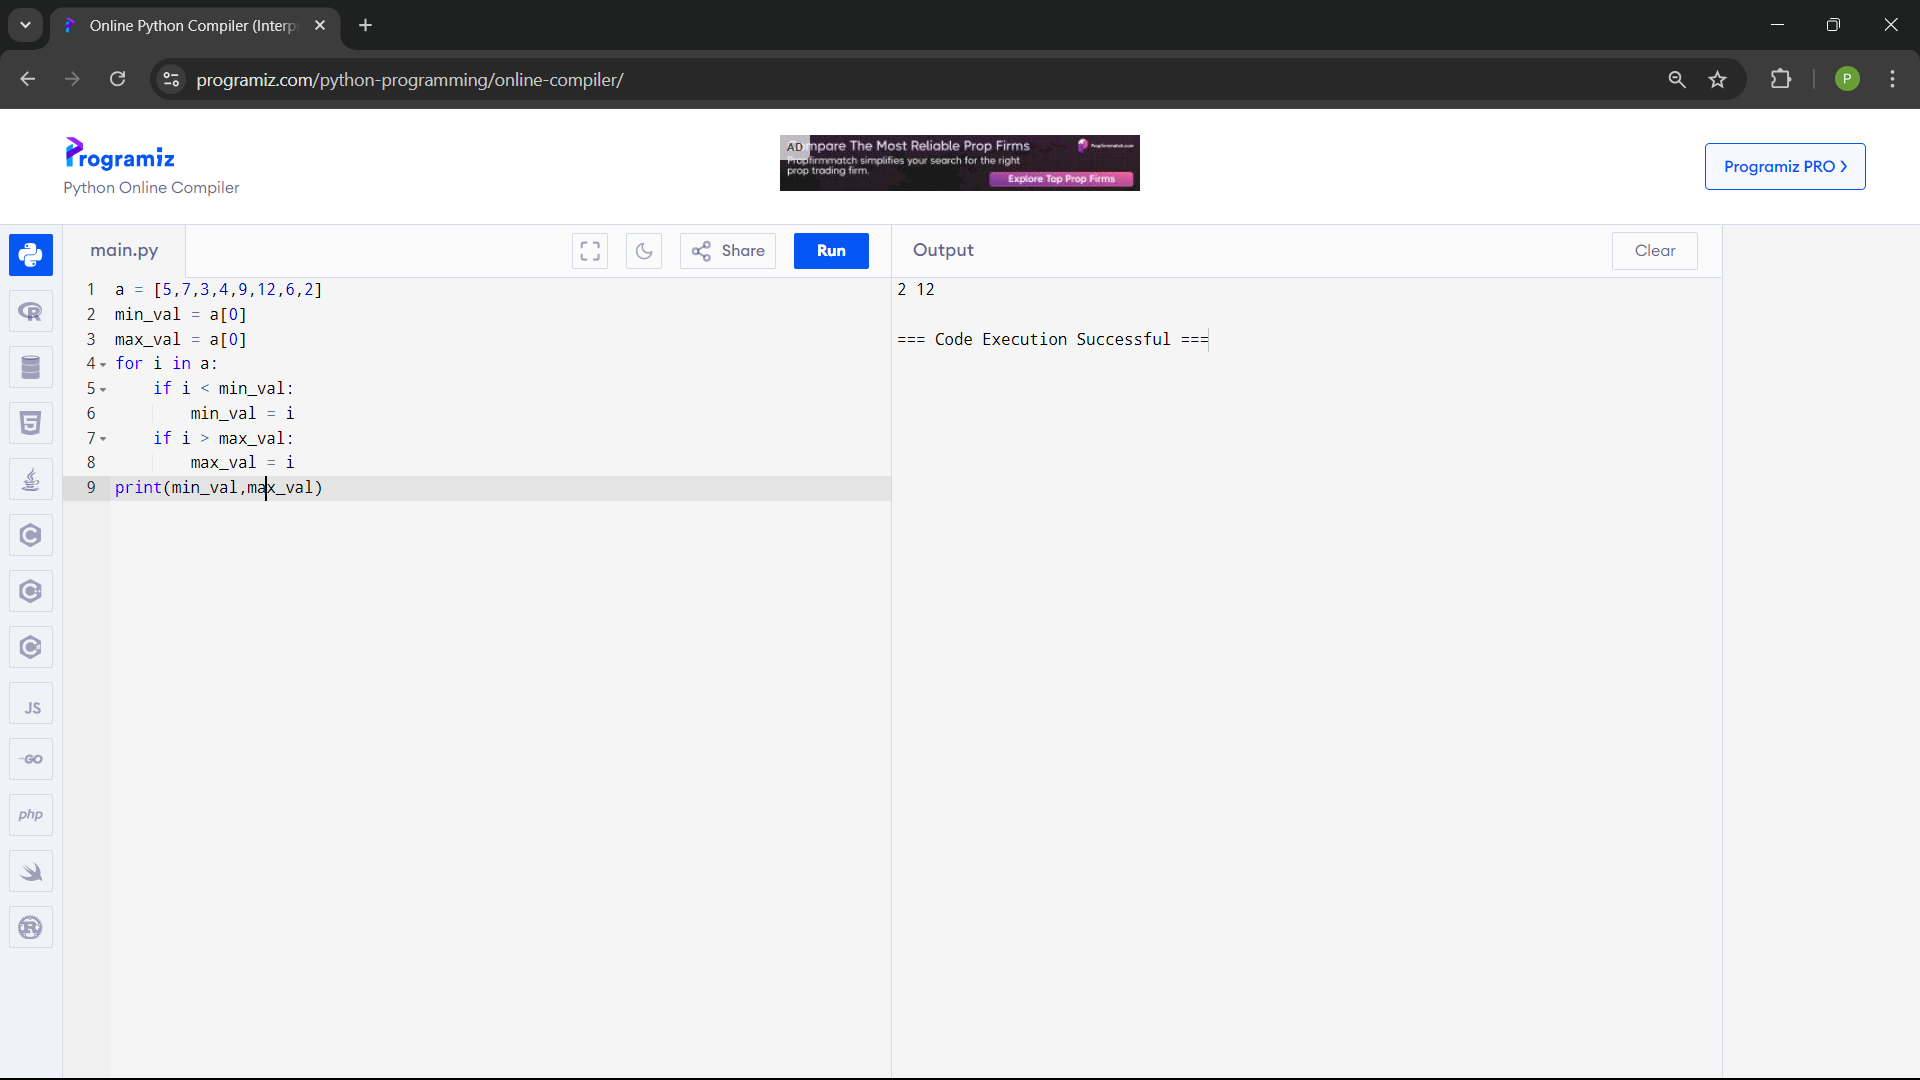 Online Python Compiler (Interp
programiz.com/python-programming/online-compiler/
P
Programiz
Python Online Compiler
AD
mpare The Most Reliable Prop Firms
Propfirmmatch simplifies your search for the right
prop trading firm.
Propfirmmatch.com
Explore Top Prop Firms
Programiz PRO >
main.py
Share
Run
Output
Clear
1 a = [5,7,3,4,9,12,6,2]
2 min_val = a[0]
3 max_val = a[0]
4 for i in a:
5     if i < min_val:
6         min_val = i
7     if i > max_val:
8         max_val = i
9 print(min_val,max_val)
2 12
=== Code Execution Successful ===
R
5
C
C
C
JS
GO
php
R